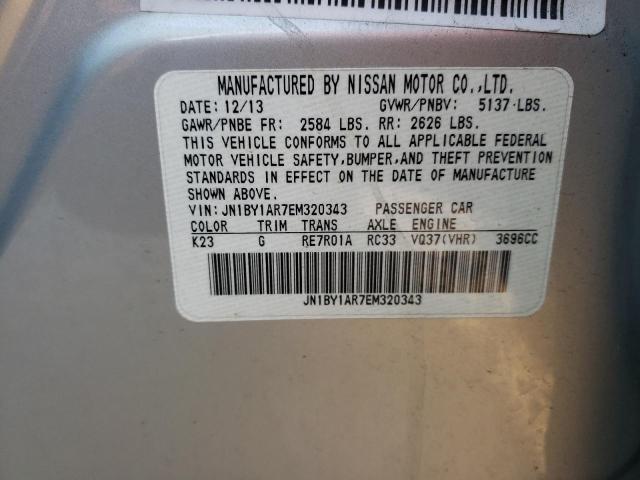 MANUFACTURED BY NISSAN MOTOR CO.,LTD.
DATE: 12/13 GVWR/PNBV: 5137 LBS.
GAWR/PNBE FR: 2584 LBS. RR: 2626 LBS.
THIS VEHICLE CONFORMS TO ALL APPLICABLE FEDERAL
MOTOR VEHICLE SAFETY,BUMPER,AND THEFT PREVENTION
STANDARDS IN EFFECT ON THE DATE OF MANUFACTURE
SHOWN ABOVE.
VIN: JN1BY1AR7EM320343 PASSENGER CAR
COLOR TRIM TRANS AXLE ENGINE
K23 G RE7R01A RC33 VQ37(VHR) 3696CC
JN1BY1AR7EM320343